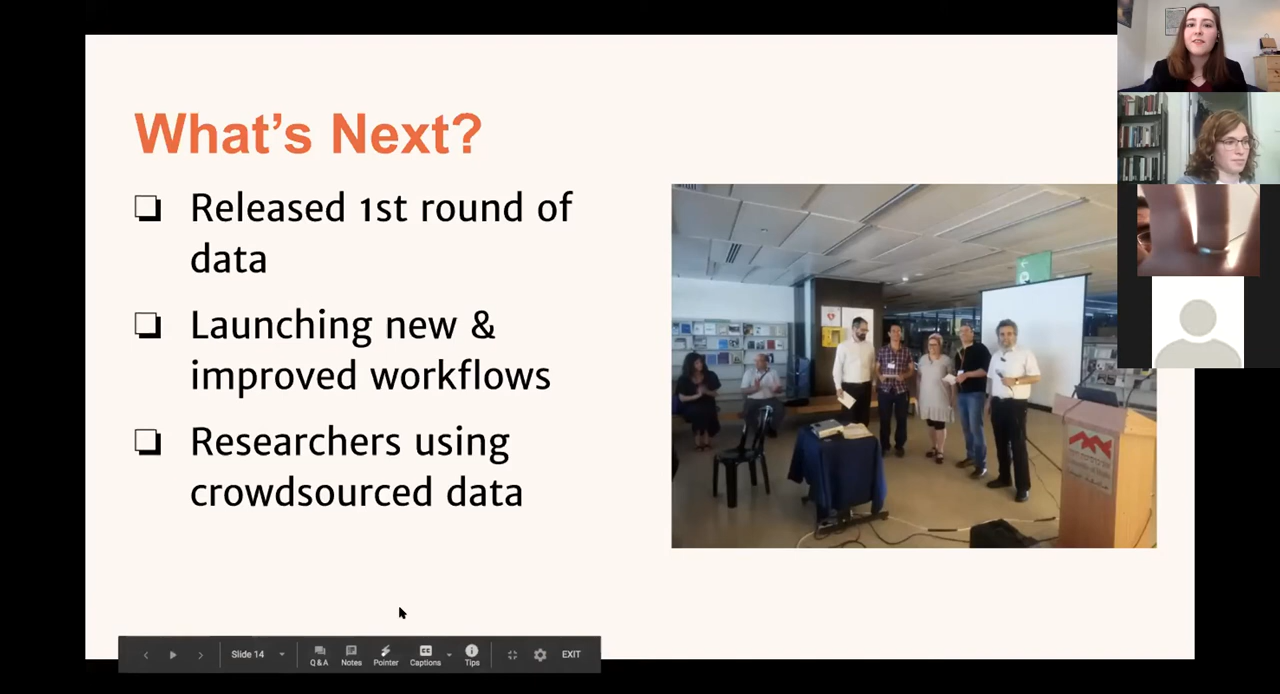 What's Next?
❏ Released 1st round of
data
❏ Launching new &
improved workflows
❏ Researchers using
crowdsourced data
Slide 14
Q & A
Notes
Pointer
Captions
Tips
EXIT